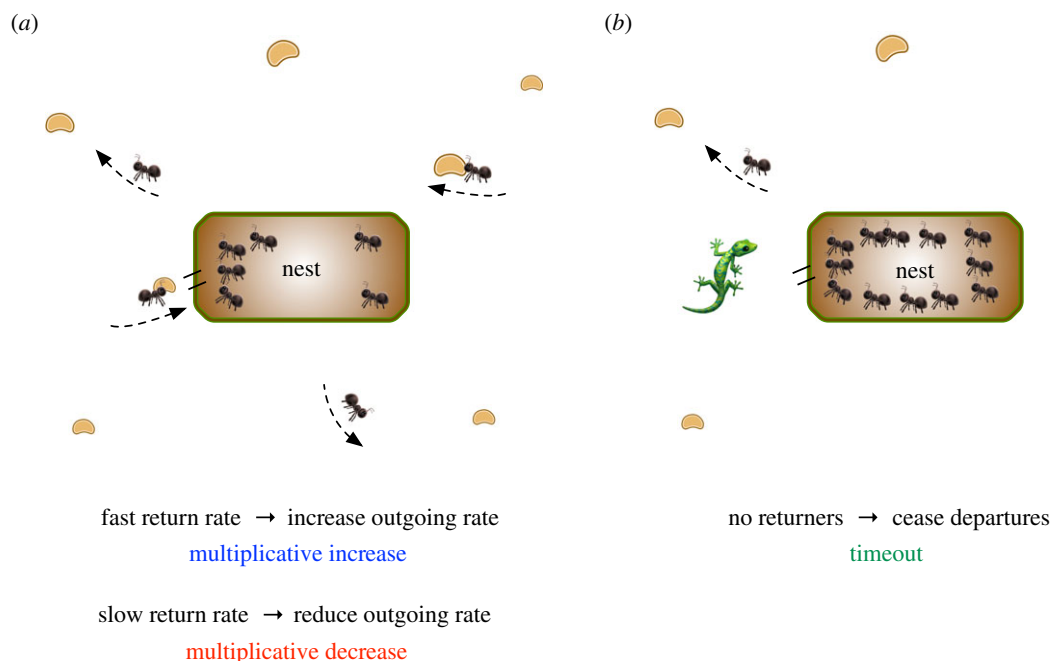 (a)
nest
fast return rate → increase outgoing rate
multiplicative increase
slow return rate → reduce outgoing rate
multiplicative decrease
(b)
nest
no returners → cease departures
timeout